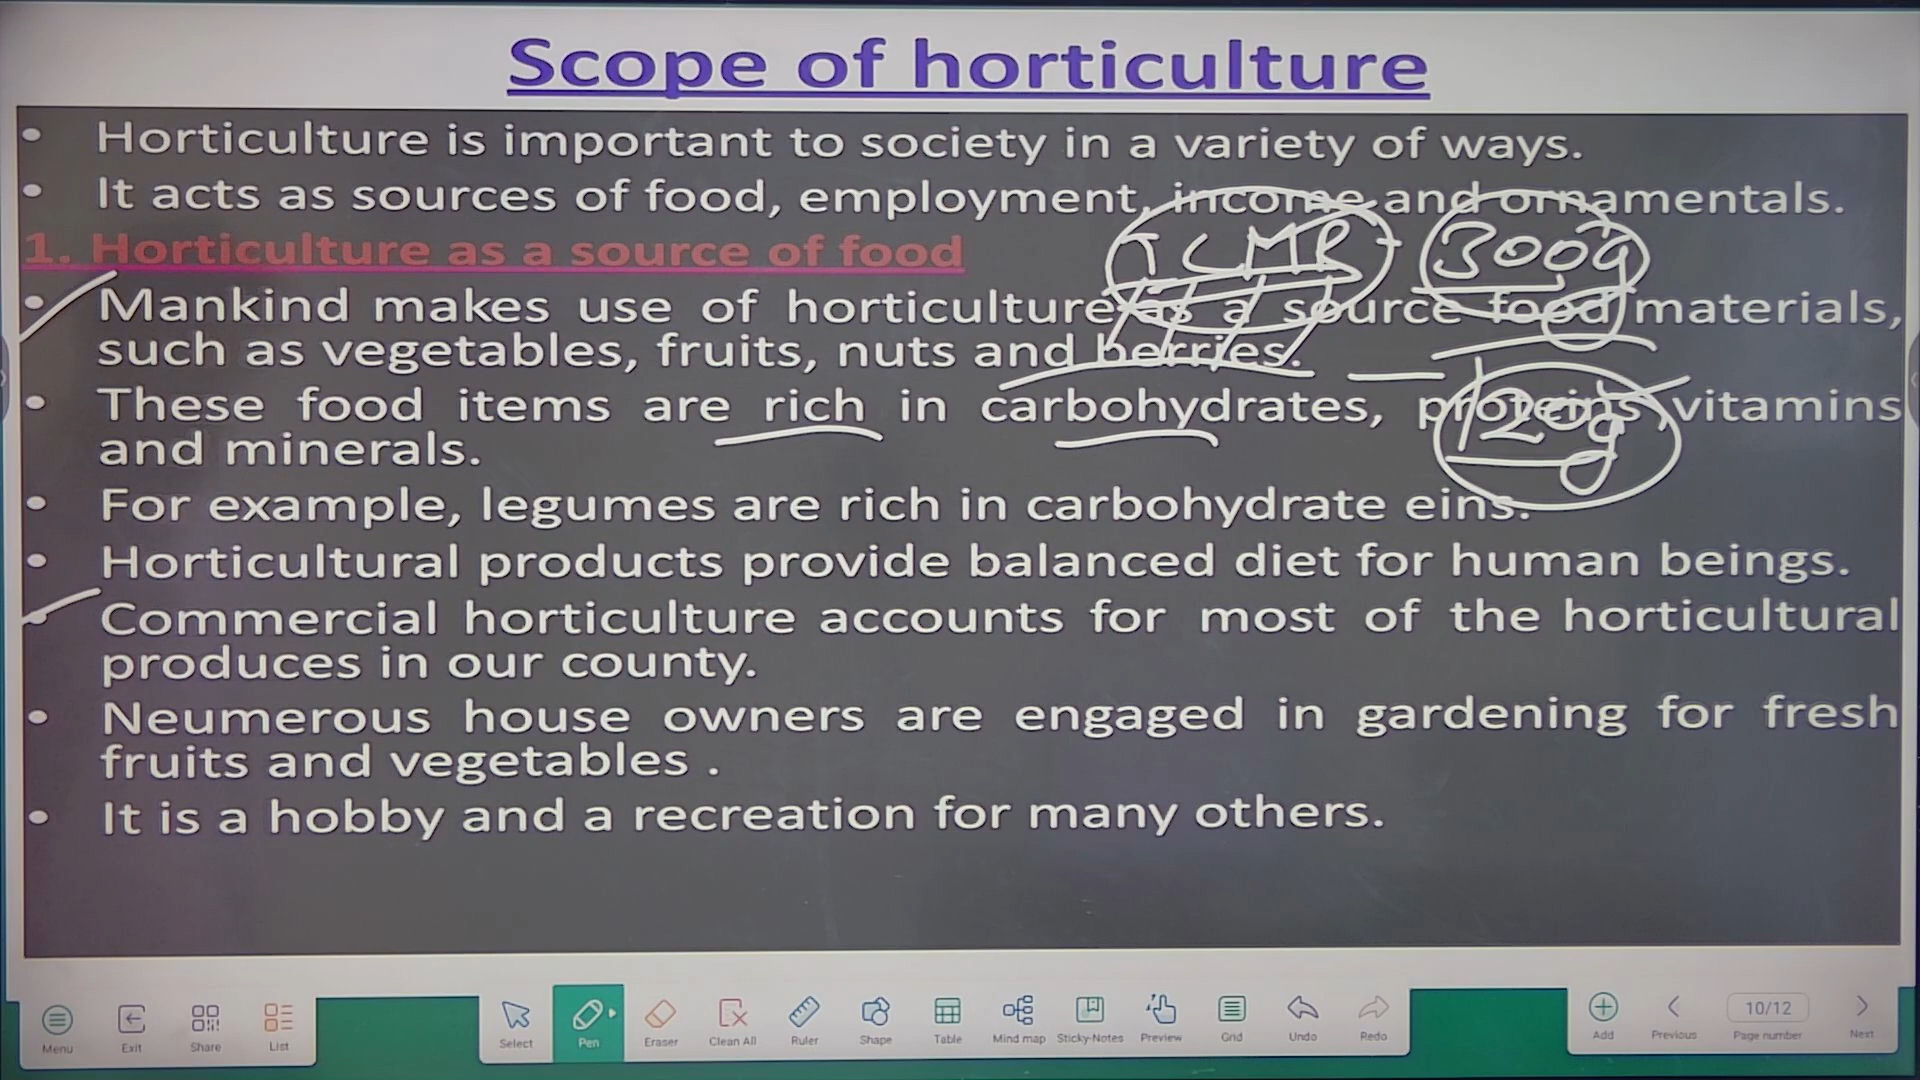 Scope of horticulture
• Horticulture is important to society in a variety of ways.
• It acts as sources of food, employment, income and ornamentals.
1. Horticulture as a source of food
ICMR - 300g
• Mankind makes use of horticulture as a source food materials,
such as vegetables, fruits, nuts and berries.
• These food items are rich in carbohydrates, proteins vitamins
120g
and minerals.
• For example, legumes are rich in carbohydrate eins.
• Horticultural products provide balanced diet for human beings.
• Commercial horticulture accounts for most of the horticultural
produces in our county.
• Neumerous house owners are engaged in gardening for fresh
fruits and vegetables .
• It is a hobby and a recreation for many others.
Menu Exit Share List Select Pen Eraser Clean All Ruler Shape Table Mind map Sticky-Notes Preview Grid Undo Redo Add Previous 10/12 Page number Next